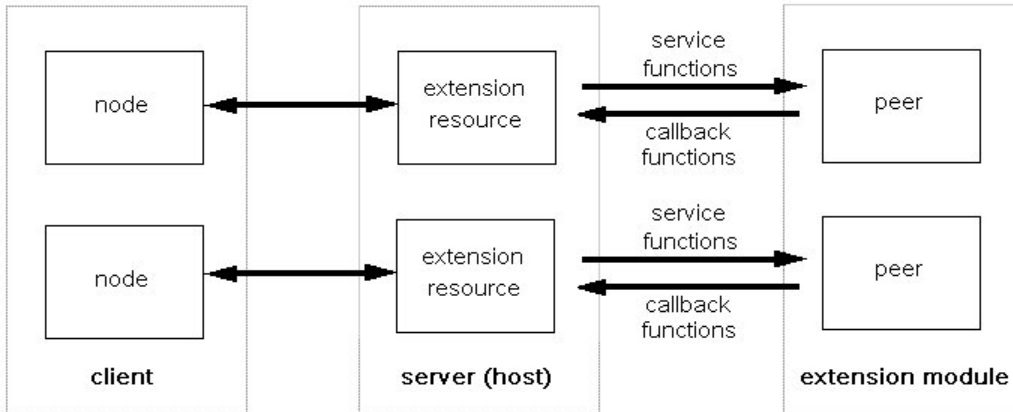 service
functions
node
extension
resource
peer
callback
functions
service
functions
node
extension
resource
peer
callback
functions
client
server (host)
extension module